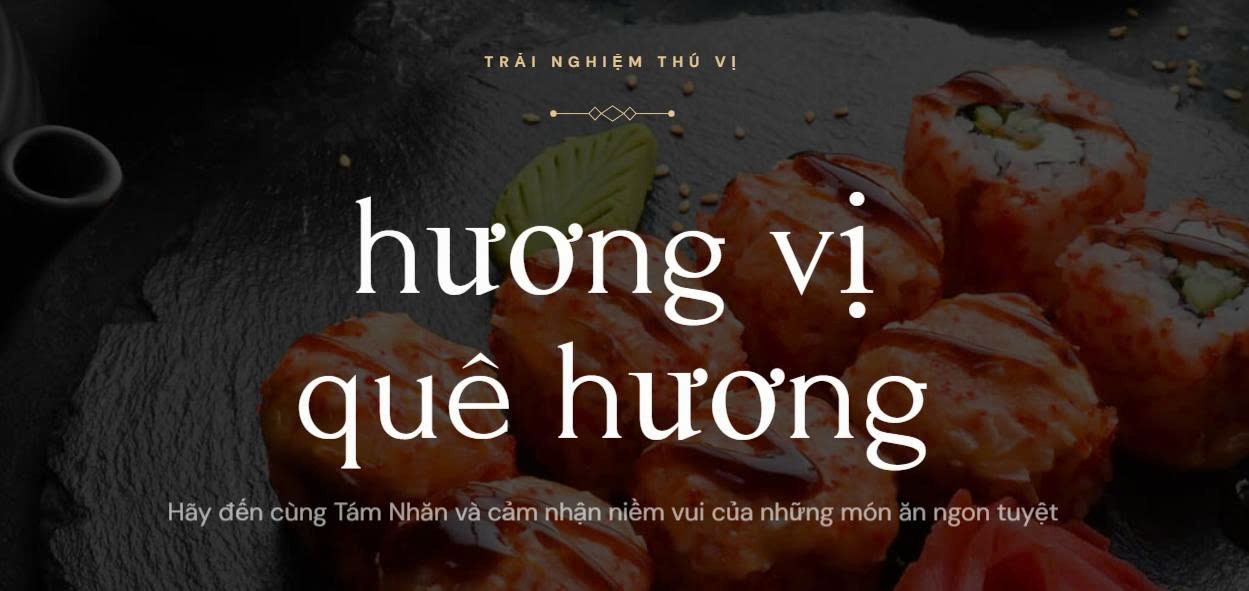 TRẢI NGHIỆM THÚ VỊ
hương vị
quê hương
Hãy đến cùng Tám Nhăn và cảm nhận niềm vui của những món ăn ngon tuyệt